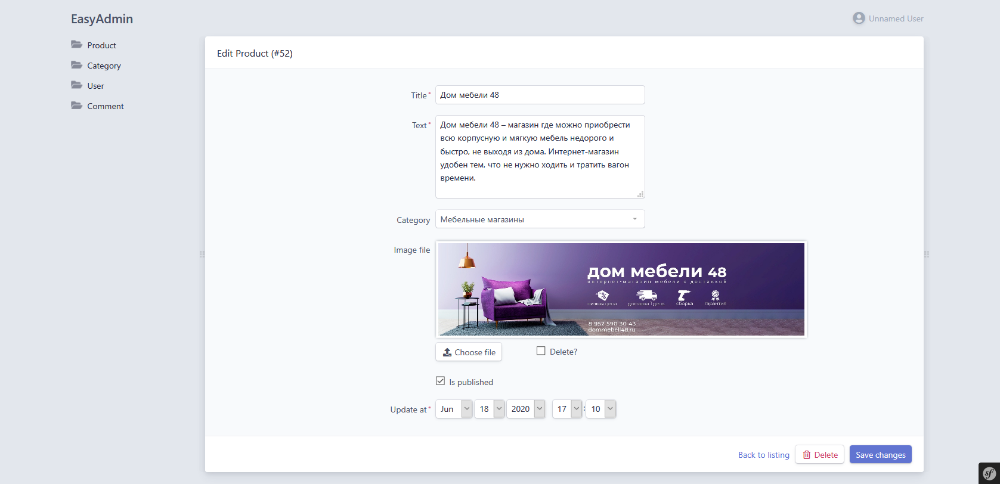 EasyAdmin
Unnamed User
Product
Category
User
Comment
Edit Product (#52)
Title*
Дом мебели 48
Text*
Дом мебели 48 – магазин где можно приобрести
всю корпусную и мягкую мебель недорого и
быстро, не выходя из дома. Интернет-магазин
удобен тем, что не нужно ходить и тратить вагон
времени.
Category
Мебельные магазины
Image file
дом мебели 48
интернет-магазин мебели с доставкой
%
низкая цена доставка 1 день сборка гарантия
8 952 590 30 43
dommebeli48.ru
Choose file
Delete?
Is published
Update at*
Jun 18 2020 17 : 10
Back to listing
Delete
Save changes
sf